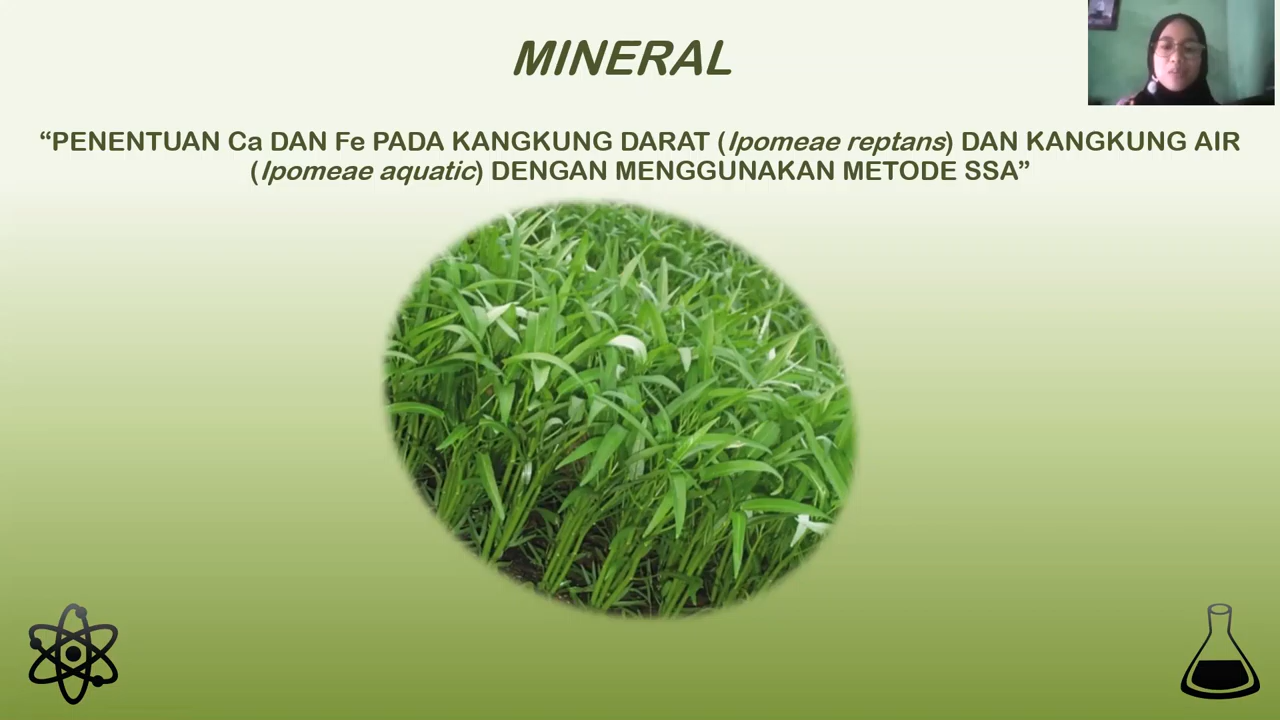 MINERAL
“PENENTUAN Ca DAN Fe PADA KANGKUNG DARAT (Ipomeae reptans) DAN KANGKUNG AIR
(Ipomeae aquatic) DENGAN MENGGUNAKAN METODE SSA”